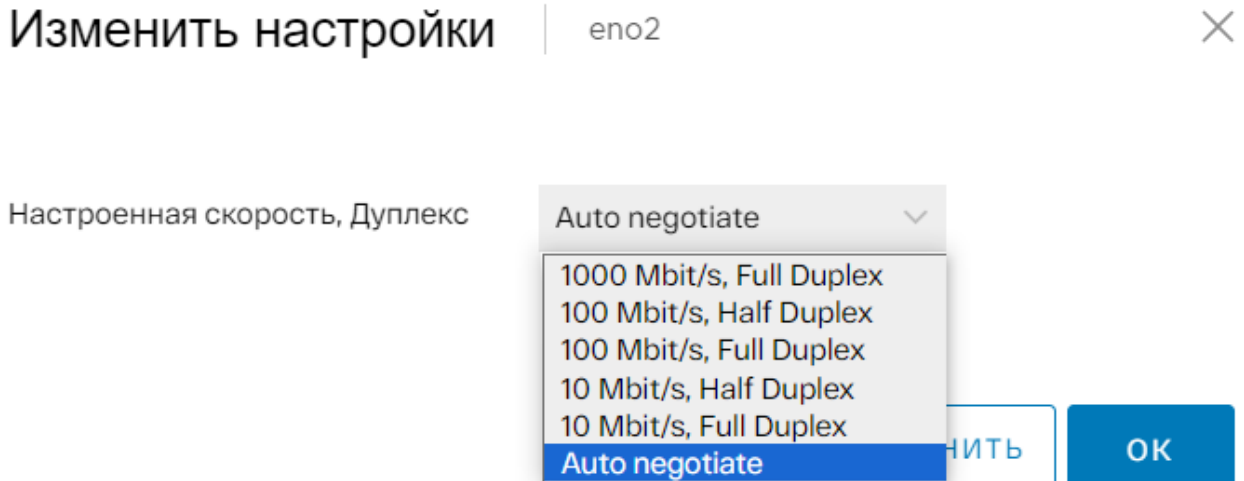 Изменить настройки eno2
Настроенная скорость, Дуплекс Auto negotiate
1000 Mbit/s, Full Duplex
100 Mbit/s, Half Duplex
100 Mbit/s, Full Duplex
10 Mbit/s, Half Duplex
10 Mbit/s, Full Duplex
Auto negotiate
ОК